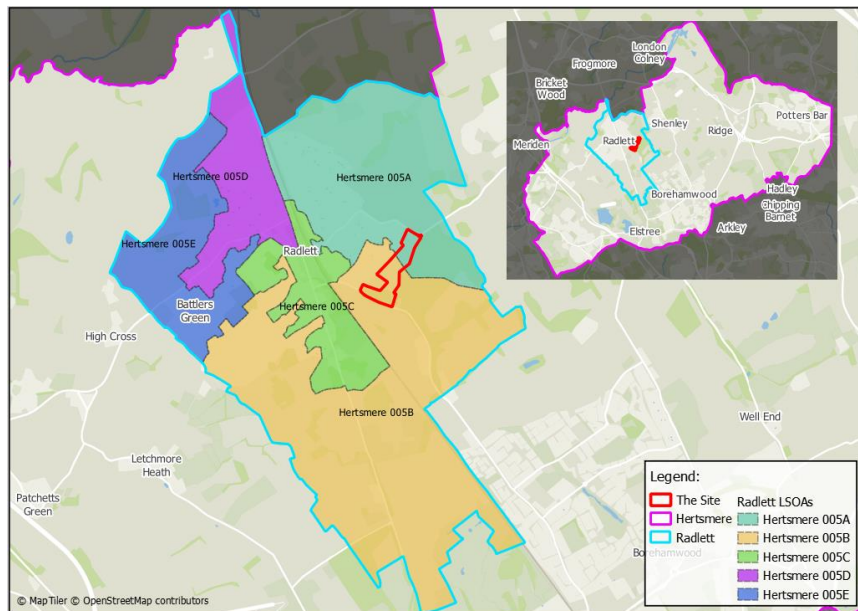 London
Colney
Frogmore
Bricket
Wood
Potters Bar
Shenley
Ridge
Radlett
Meriden
Borehamwood
Hadley
Chipping
Barnet
Arkley
Elstree
Hertsmere 005D
Hertsmere 005A
Hertsmere 005E
Radlett
Battlers
Green
Hertsmere 005C
High Cross
Hertsmere 005B
Well End
Letchmore
Heath
Patchetts
Green
Borehamwood
Legend:
The Site
Hertsmere
Radlett
Radlett LSOAs
Hertsmere 005A
Hertsmere 005B
Hertsmere 005C
Hertsmere 005D
Hertsmere 005E
© MapTiler © OpenStreetMap contributors